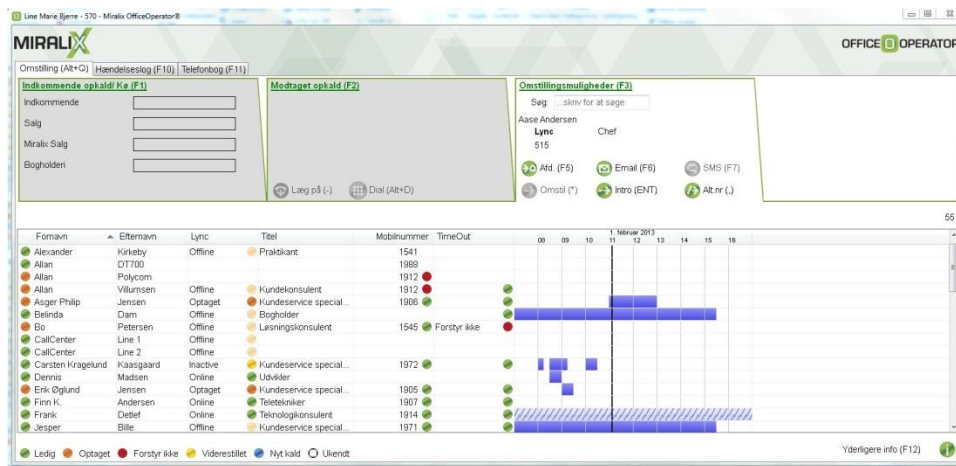 Line Marie Bjerre - 570 - Miralix OfficeOperator®
MIRALIX
OFFICE OPERATOR
Omstilling (Alt+Q) Hændelseslog (F10) Telefonbog (F11)
Indkommende opkald/ Kø (F1)
Indkommende
Salg
Miralix Salg
Bogholderi
Modtaget opkald (F2)
Læg på (-) Dial (Alt+D)
Omstillingsmuligheder (F3)
Søg: ...skriv for at søge
Aase Andersen
Lync Chef
515
Afd. (F5) Email (F6) SMS (F7)
Omstil (*) Intro (ENT) Alt.nr (,)
55
Fornavn Efternavn Lync Titel Mobilnummer TimeOut
1. februar 2013
08 09 10 11 12 13 14 15 16
Alexander Kirkeby Offline Praktikant 1541
Allan DT700 1988
Allan Polycom 1912
Allan Villumsen Offline Kundekonsulent 1912
Asger Philip Jensen Optaget Kundeservice special... 1906
Belinda Dam Offline Bogholder
Bo Petersen Offline Løsningskonsulent 1545 Forstyr ikke
CallCenter Line 1 Offline
CallCenter Line 2 Offline
Carsten Kragelund Kaasgaard Inactive Kundeservice special... 1972
Dennis Madsen Online Udvikler
Erik Øglund Jensen Optaget Kundeservice special... 1905
Finn K. Andersen Online Teletekniker 1907
Frank Detlef Online Teknologikonsulent 1914
Jesper Bille Offline Kundeservice special... 1971
Ledig Optaget Forstyr ikke Viderestillet Nyt kald Ukendt
Yderligere info (F12)